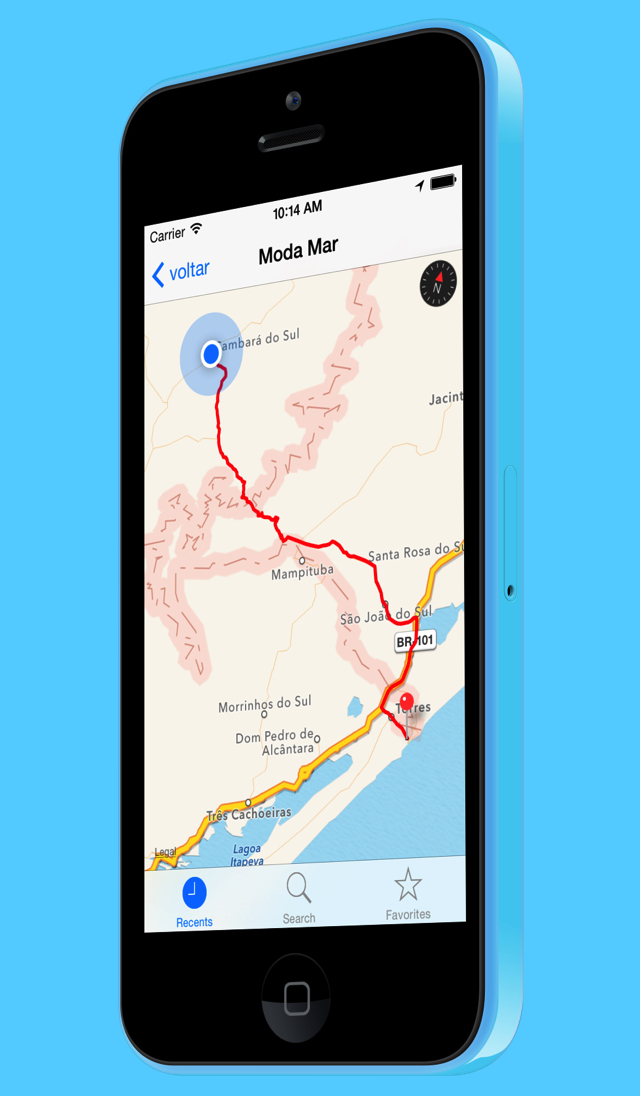 Carrier
10:14 AM
voltar
Moda Mar
N
Cambará do Sul
Jacint
Santa Rosa do Su
Mampituba
São João do Sul
BR-101
Torres
Morrinhos do Sul
Dom Pedro de
Alcântara
Três Cachoeiras
Legal
Lagoa
Itapeva
Recents
Search
Favorites